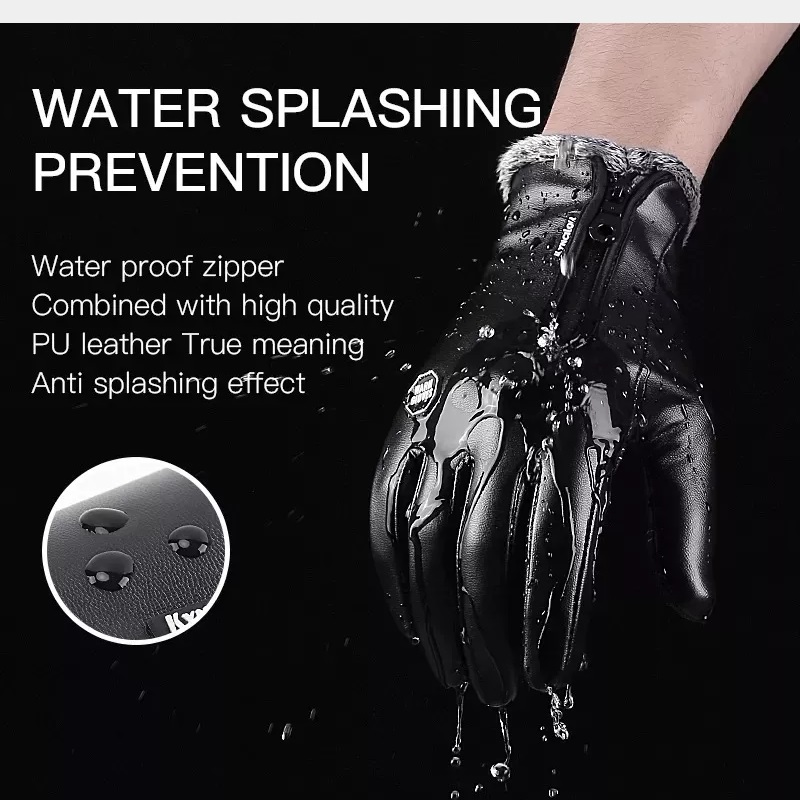 WATER SPLASHING
PREVENTION
Water proof zipper
Combined with high quality
PU leather True meaning
Anti splashing effect